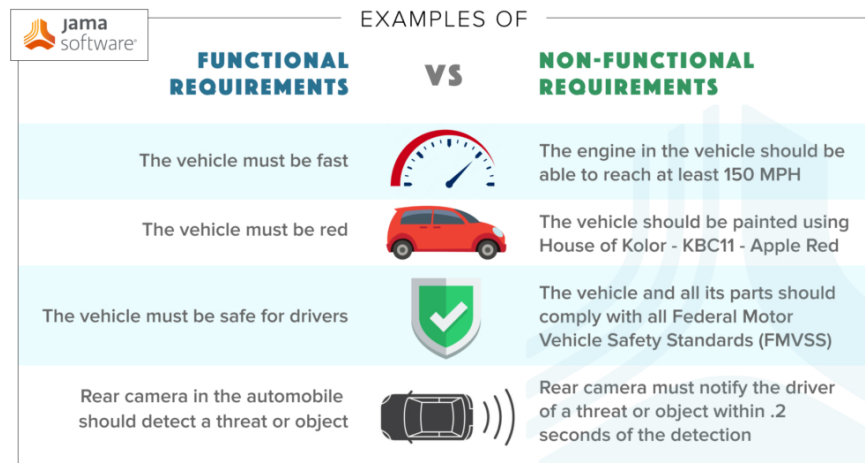 jama
software®
EXAMPLES OF
FUNCTIONAL
REQUIREMENTS
VS
NON-FUNCTIONAL
REQUIREMENTS
The vehicle must be fast
The engine in the vehicle should be
able to reach at least 150 MPH
The vehicle must be red
The vehicle should be painted using
House of Kolor - KBC11 - Apple Red
The vehicle must be safe for drivers
The vehicle and all its parts should
comply with all Federal Motor
Vehicle Safety Standards (FMVSS)
Rear camera in the automobile
should detect a threat or object
Rear camera must notify the driver
of a threat or object within .2
seconds of the detection